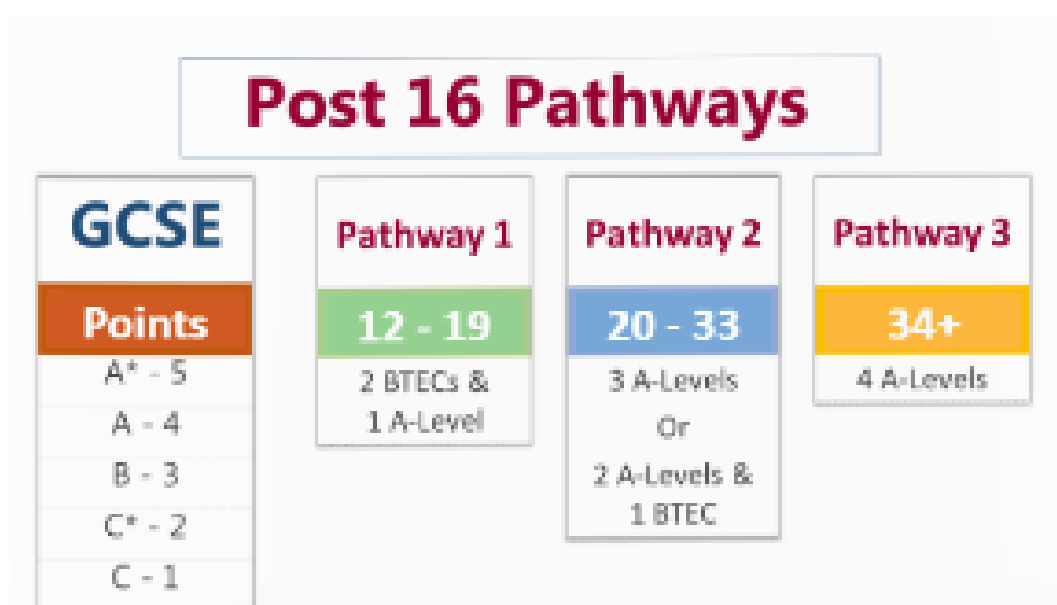 Post 16 Pathways
GCSE
Points
A* - 5
A - 4
B - 3
C* - 2
C - 1
Pathway 1
12 - 19
2 BTECs &
1 A-Level
Pathway 2
20 - 33
3 A-Levels
Or
2 A-Levels &
1 BTEC
Pathway 3
34+
4 A-Levels